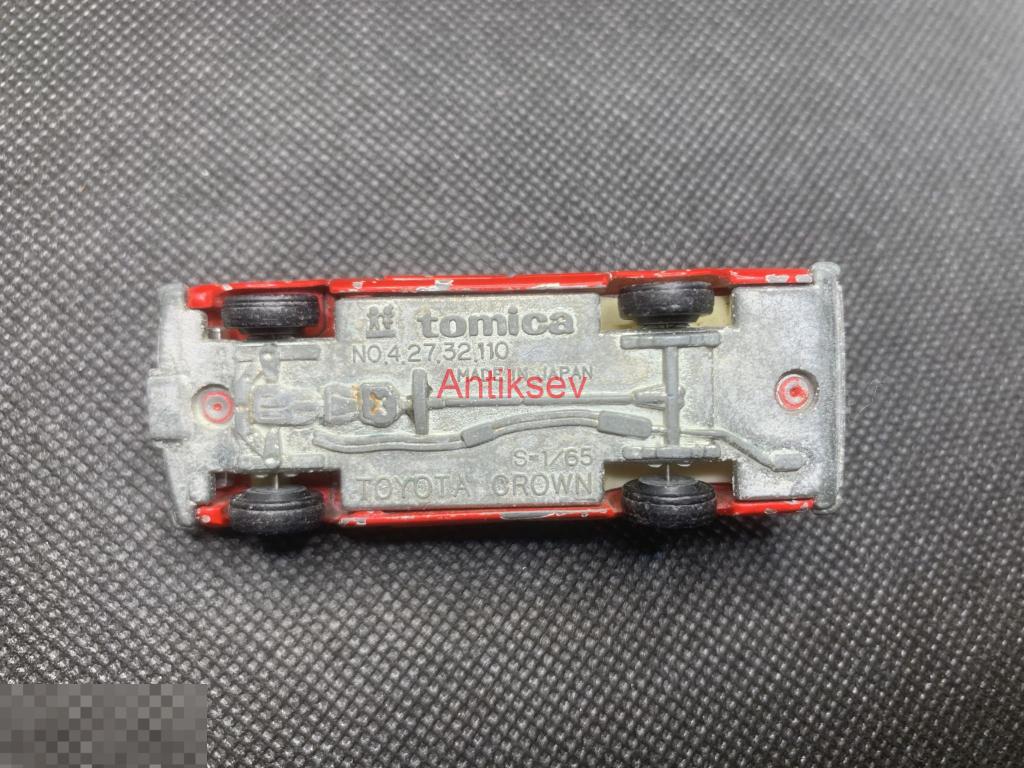 tomica
NO.4.27.32.110
MADE IN JAPAN
Antiksev
S=1/65
TOYOTA CROWN